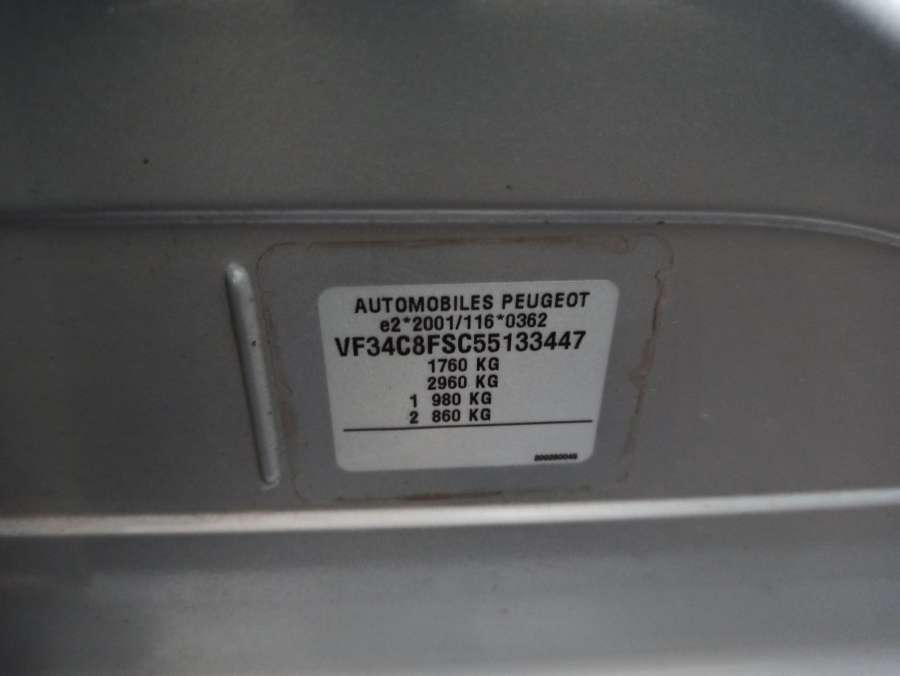 AUTOMOBILES PEUGEOT
e2*2001/116*0362
VF34C8FSC55133447
1760 KG
2960 KG
1 980 KG
2 860 KG